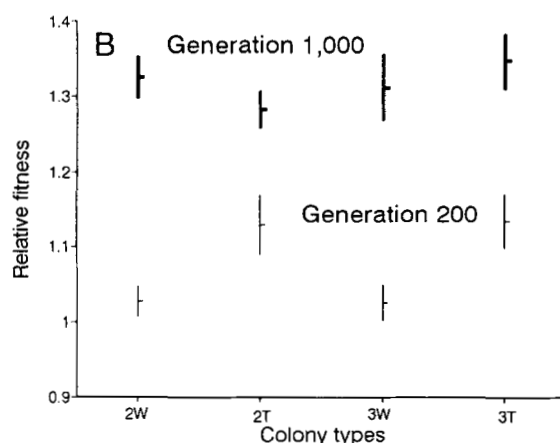 B Generation 1,000
1.4
1.3
1.2
1.1
1
0.9
Relative fitness
Generation 200
2W 2T 3W 3T
Colony types